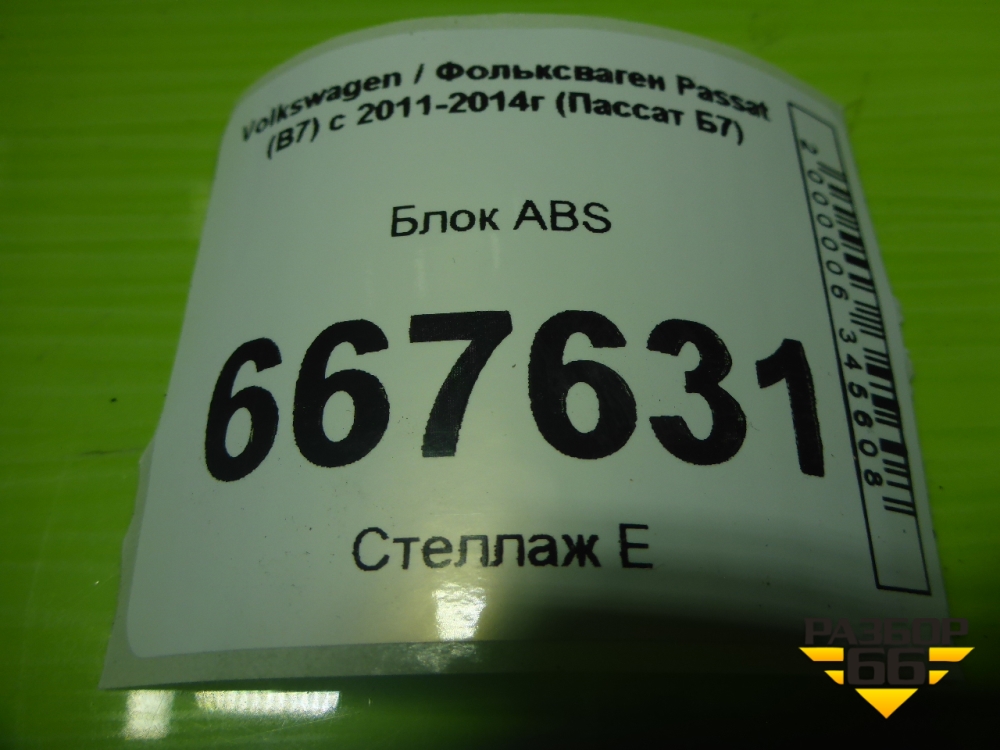 Volkswagen / Фольксваген Passat
(B7) с 2011-2014г (Пассат Б7)
Блок ABS
667631
Стеллаж Е
2000006345608
РАЗБОР
66